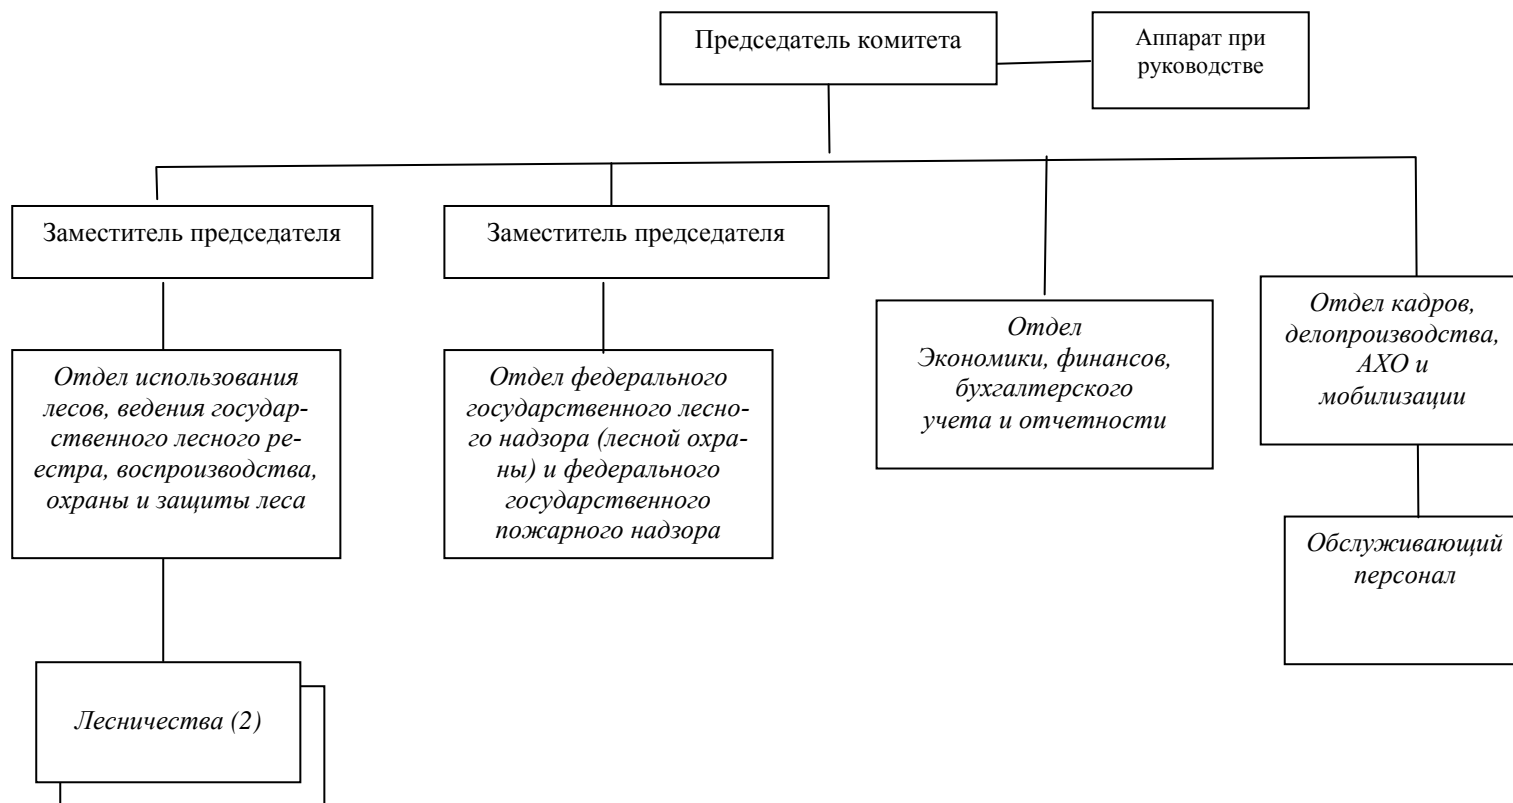 Председатель комитета
Аппарат при
руководстве
Заместитель председателя
Заместитель председателя
Отдел
Экономики, финансов,
бухгалтерского
учета и отчетности
Отдел кадров,
делопроизводства,
АХО и
мобилизации
Отдел использования
лесов, ведения государ-
ственного лесного ре-
естра, воспроизводства,
охраны и защиты леса
Отдел федерального
государственного лесно-
го надзора (лесной охра-
ны) и федерального
государственного
пожарного надзора
Обслуживающий
персонал
Лесничества (2)